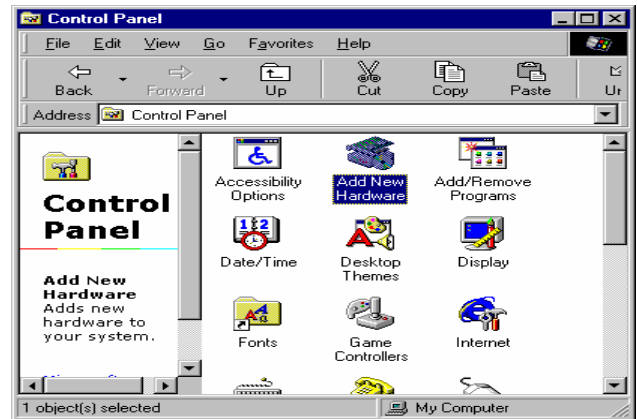 Control Panel
File Edit View Go Favorites Help
Back Forward Up Cut Copy Paste
Address Control Panel
Control
Panel
Add New
Hardware
Adds new
hardware to
your system.
Accessibility
Options
Add New
Hardware
Add/Remove
Programs
Date/Time
Desktop
Themes
Display
Fonts
Game
Controllers
Internet
1 object(s) selected
My Computer